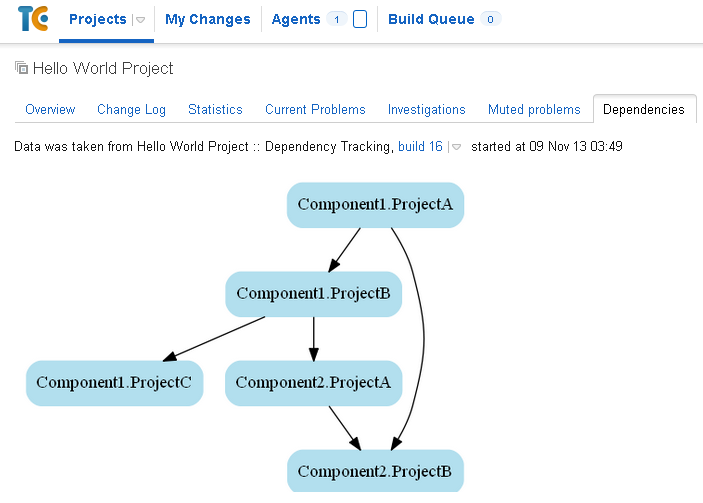 TC Projects My Changes Agents 1 Build Queue 0
Hello World Project
Overview Change Log Statistics Current Problems Investigations Muted problems Dependencies
Data was taken from Hello World Project :: Dependency Tracking, build 16 started at 09 Nov 13 03:49
Component1.ProjectA
Component1.ProjectB
Component1.ProjectC Component2.ProjectA
Component2.ProjectB